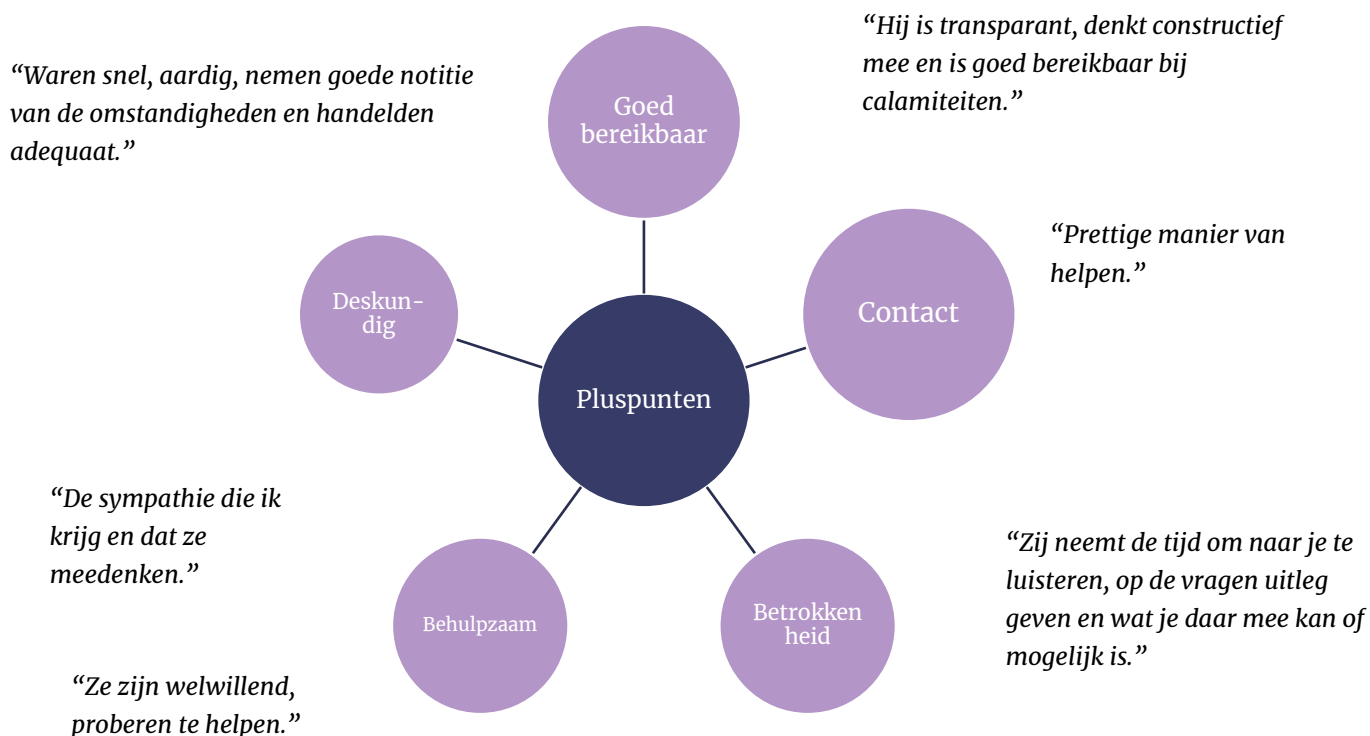 “Hij is transparant, denkt constructief
mee en is goed bereikbaar bij
calamiteiten.”
“Waren snel, aardig, nemen goede notitie
van de omstandigheden en handelden
adequaat.”
Goed
bereikbaar
“Prettige manier van
helpen.”
Deskun-
dig
Contact
Pluspunten
“De sympathie die ik
krijg en dat ze
meedenken.”
“Zij neemt de tijd om naar je te
luisteren, op de vragen uitleg
geven en wat je daar mee kan of
mogelijk is.”
Behulpzaam
Betrokken
heid
“Ze zijn welwillend,
proberen te helpen.”